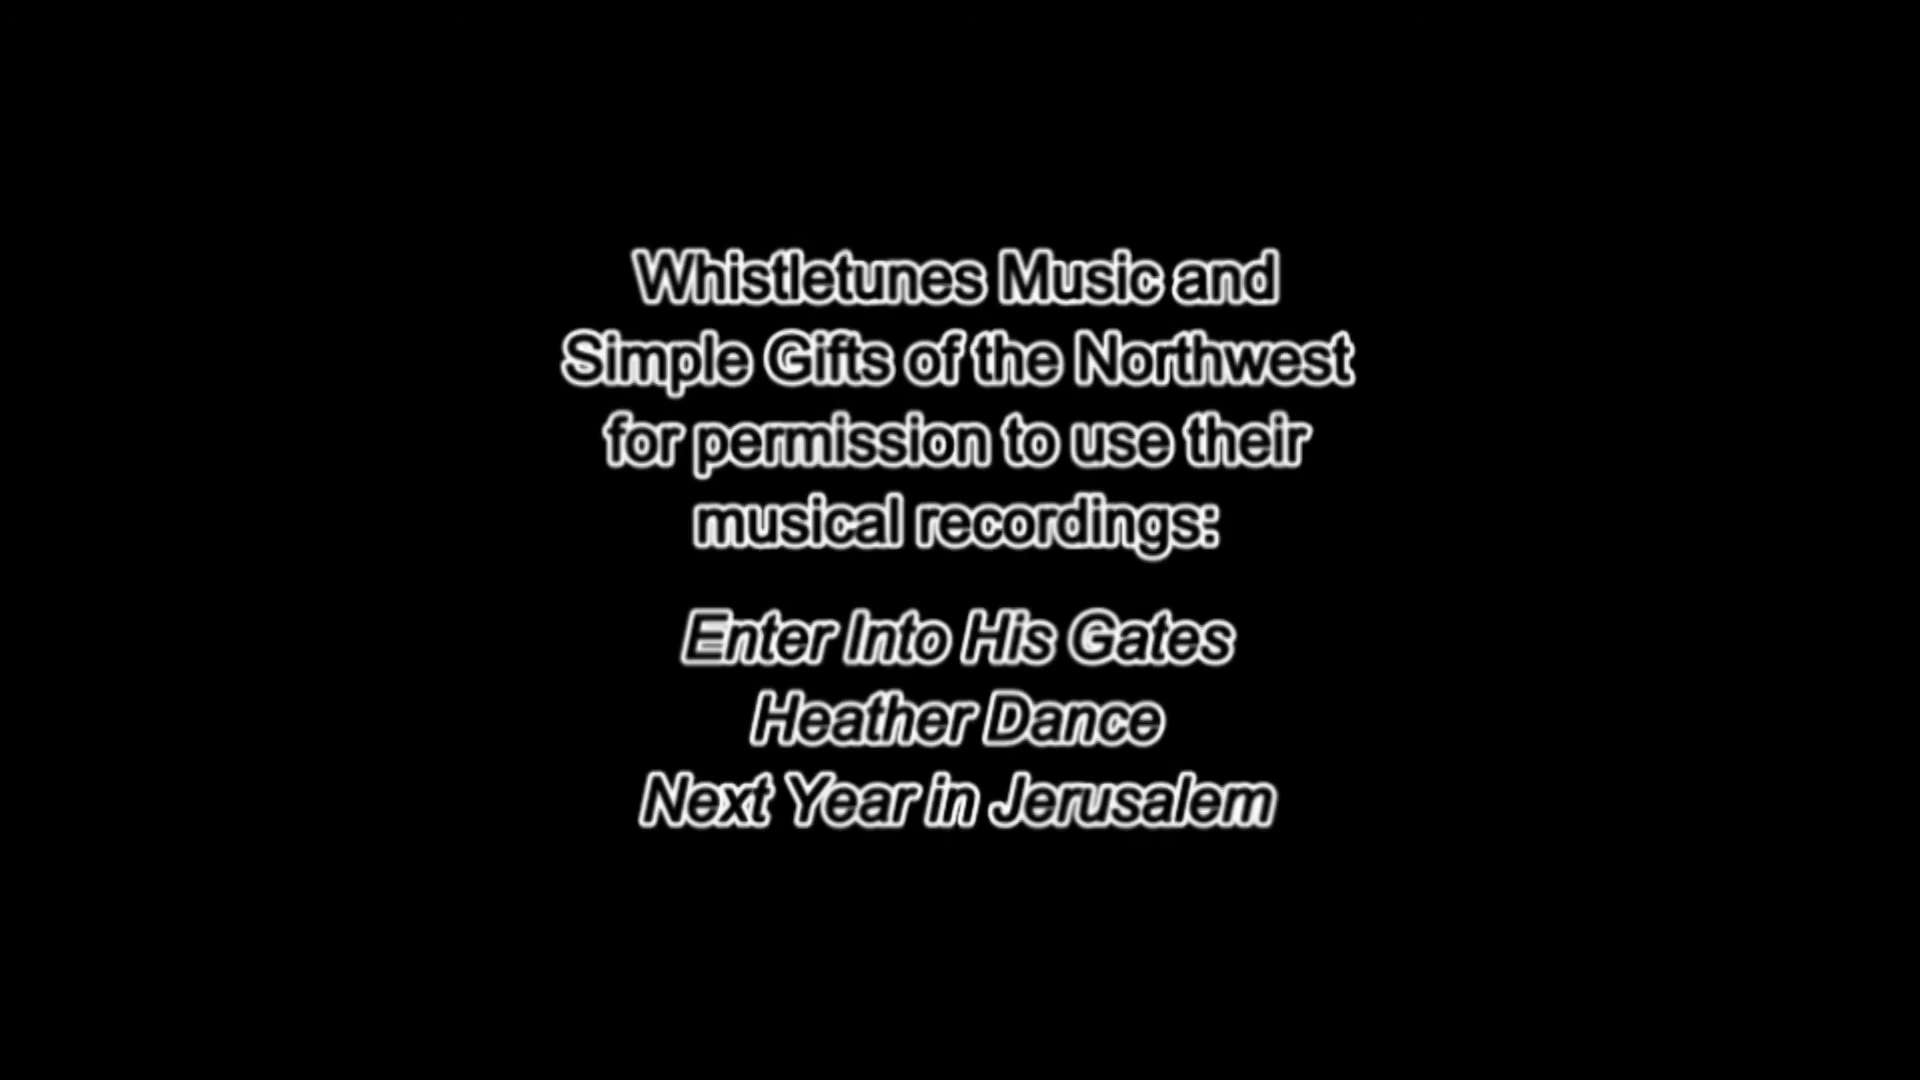 Whistletunes Music and
Simple Gifts of the Northwest
for permission to use their
musical recordings:
Enter Into His Gates
Heather Dance
Next Year in Jerusalem